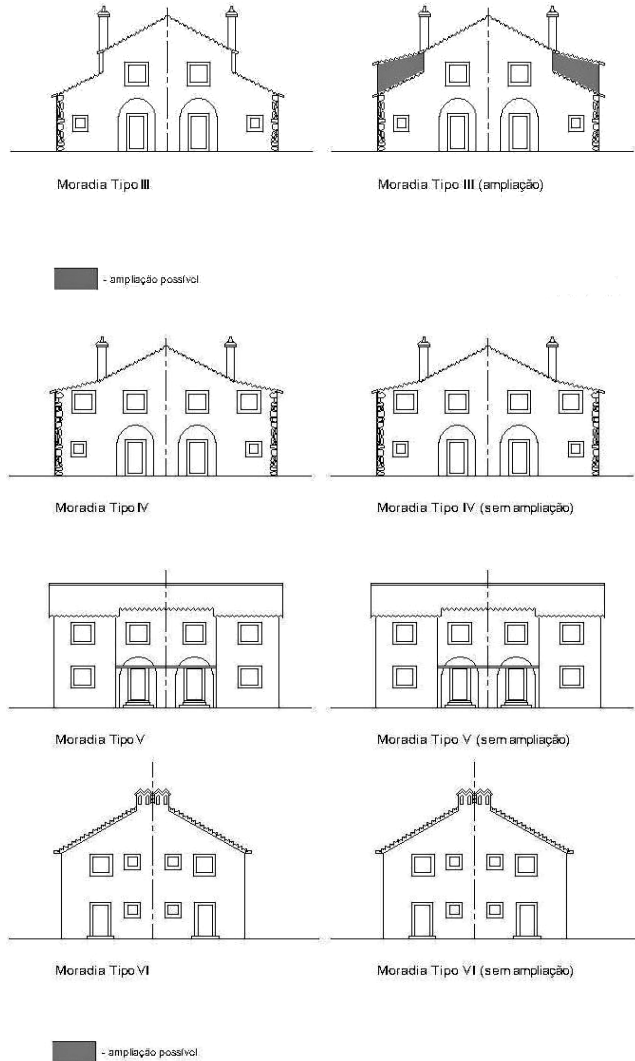 Moradia Tipo III
Moradia Tipo III (ampliação)
- ampliação possível
Moradia Tipo IV
Moradia Tipo IV (sem ampliação)
Moradia Tipo V
Moradia Tipo V (sem ampliação)
Moradia Tipo VI
Moradia Tipo VI (sem ampliação)
- ampliação possível